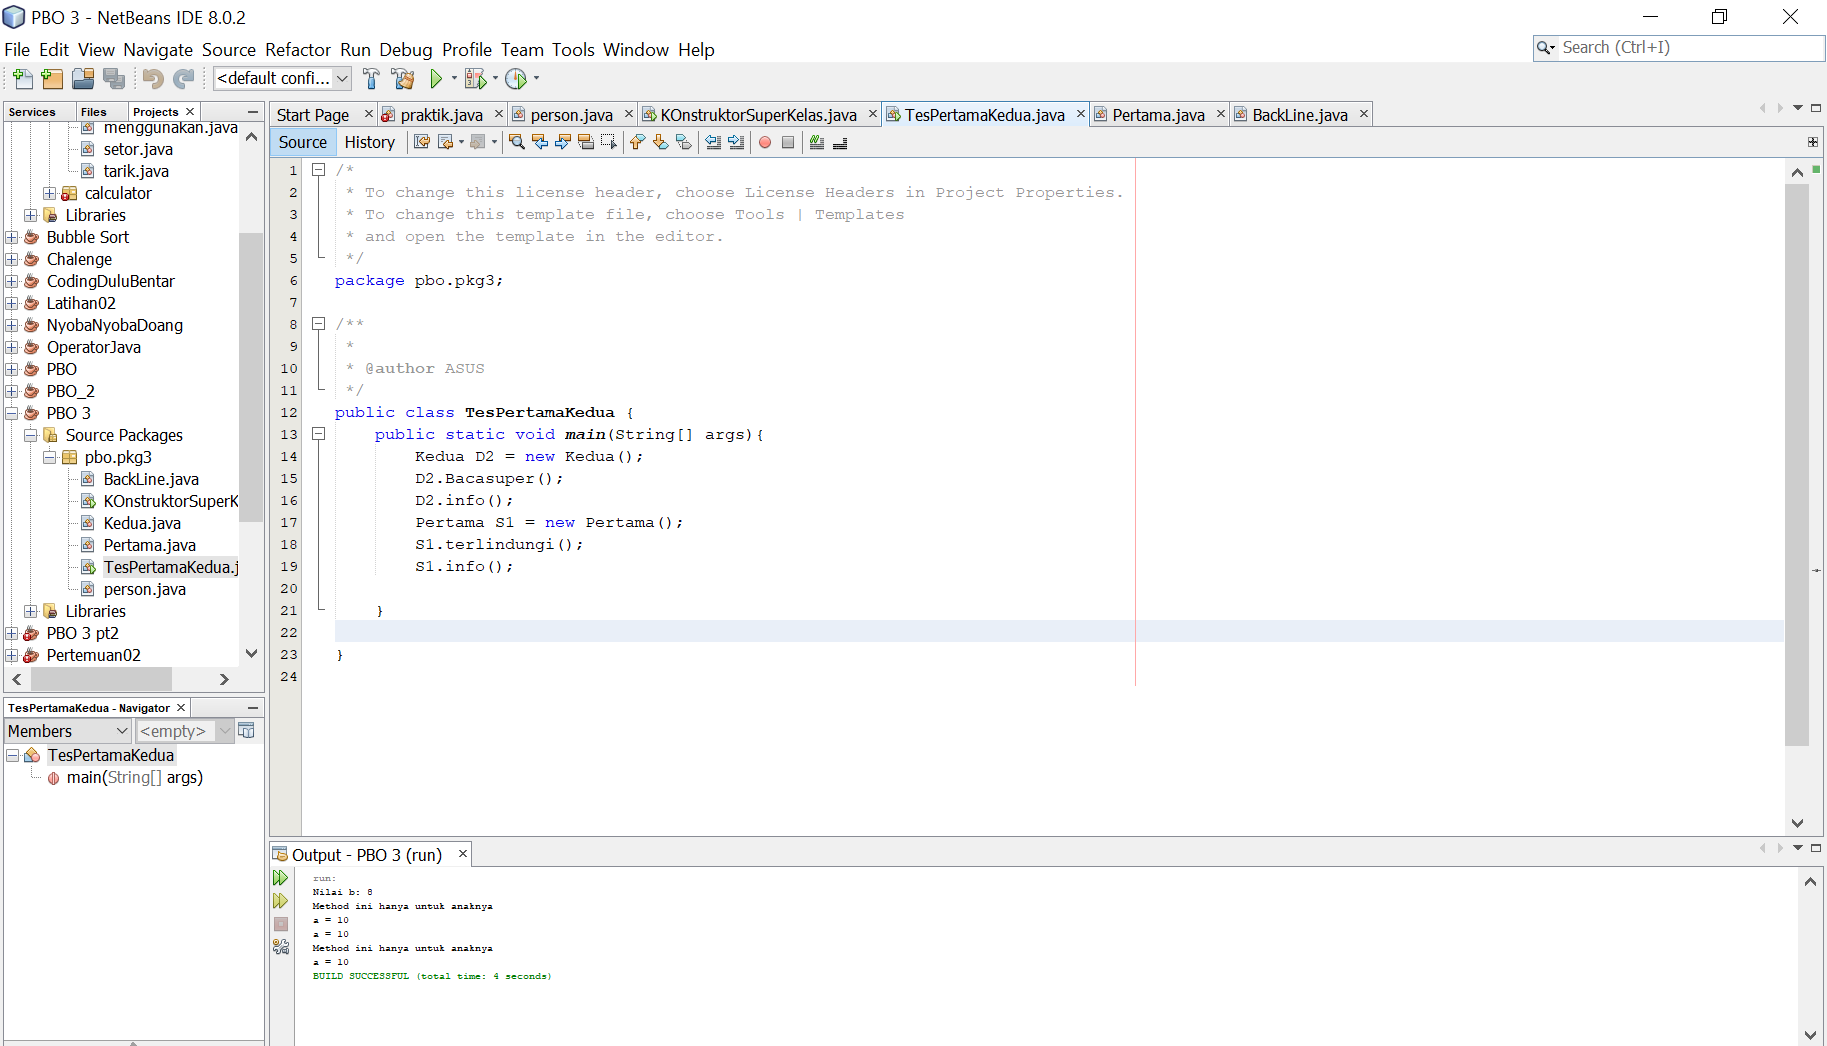 PBO 3 - NetBeans IDE 8.0.2
File Edit View Navigate Source Refactor Run Debug Profile Team Tools Window Help
Search (Ctrl+I)
<default confi...
Services Files Projects
menggunakan.java
setor.java
tarik.java
calculator
Libraries
Bubble Sort
Chalenge
CodingDuluBentar
Latihan02
NyobaNyobaDoang
OperatorJava
PBO
PBO_2
PBO 3
Source Packages
pbo.pkg3
BackLine.java
KOnstruktorSuperK
Kedua.java
Pertama.java
TesPertamaKedua.j
person.java
Libraries
PBO 3 pt2
Pertemuan02
TesPertamaKedua - Navigator
Members <empty>
TesPertamaKedua
main(String[] args)
Start Page praktik.java person.java KOnstruktorSuperKelas.java TesPertamaKedua.java Pertama.java BackLine.java
Source History
1 /*
2 * To change this license header, choose License Headers in Project Properties.
3 * To change this template file, choose Tools | Templates
4 * and open the template in the editor.
5 */
6 package pbo.pkg3;
7
8 /**
9 *
10 * @author ASUS
11 */
12 public class TesPertamaKedua {
13 public static void main(String[] args){
14 Kedua D2 = new Kedua();
15 D2.Bacasuper();
16 D2.info();
17 Pertama S1 = new Pertama();
18 S1.terlindungi();
19 S1.info();
20
21 }
22
23 }
24
Output - PBO 3 (run)
run:
Nilai b: 8
Method ini hanya untuk anaknya
a = 10
a = 10
Method ini hanya untuk anaknya
a = 10
BUILD SUCCESSFUL (total time: 4 seconds)